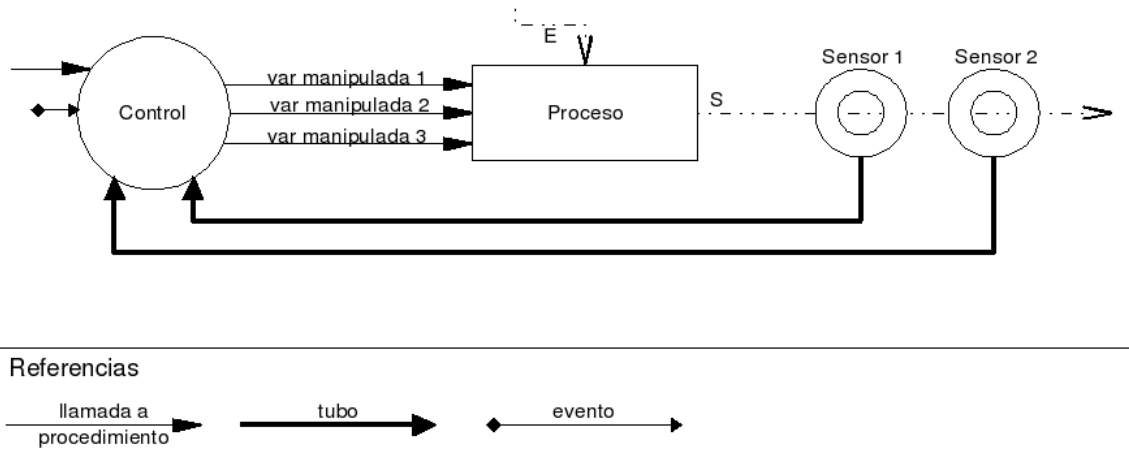 E
Sensor 1
Sensor 2
var manipulada 1
Control
var manipulada 2
Proceso
S
var manipulada 3
Referencias
llamada a
procedimiento
tubo
evento